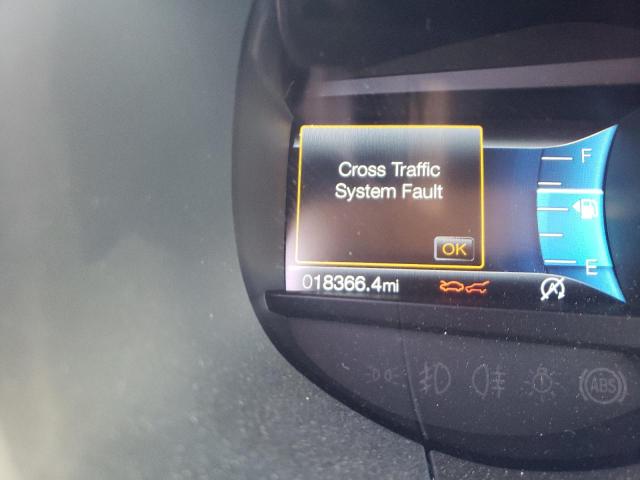 Cross Traffic
System Fault
OK
F
E
018366.4mi
A
ABS